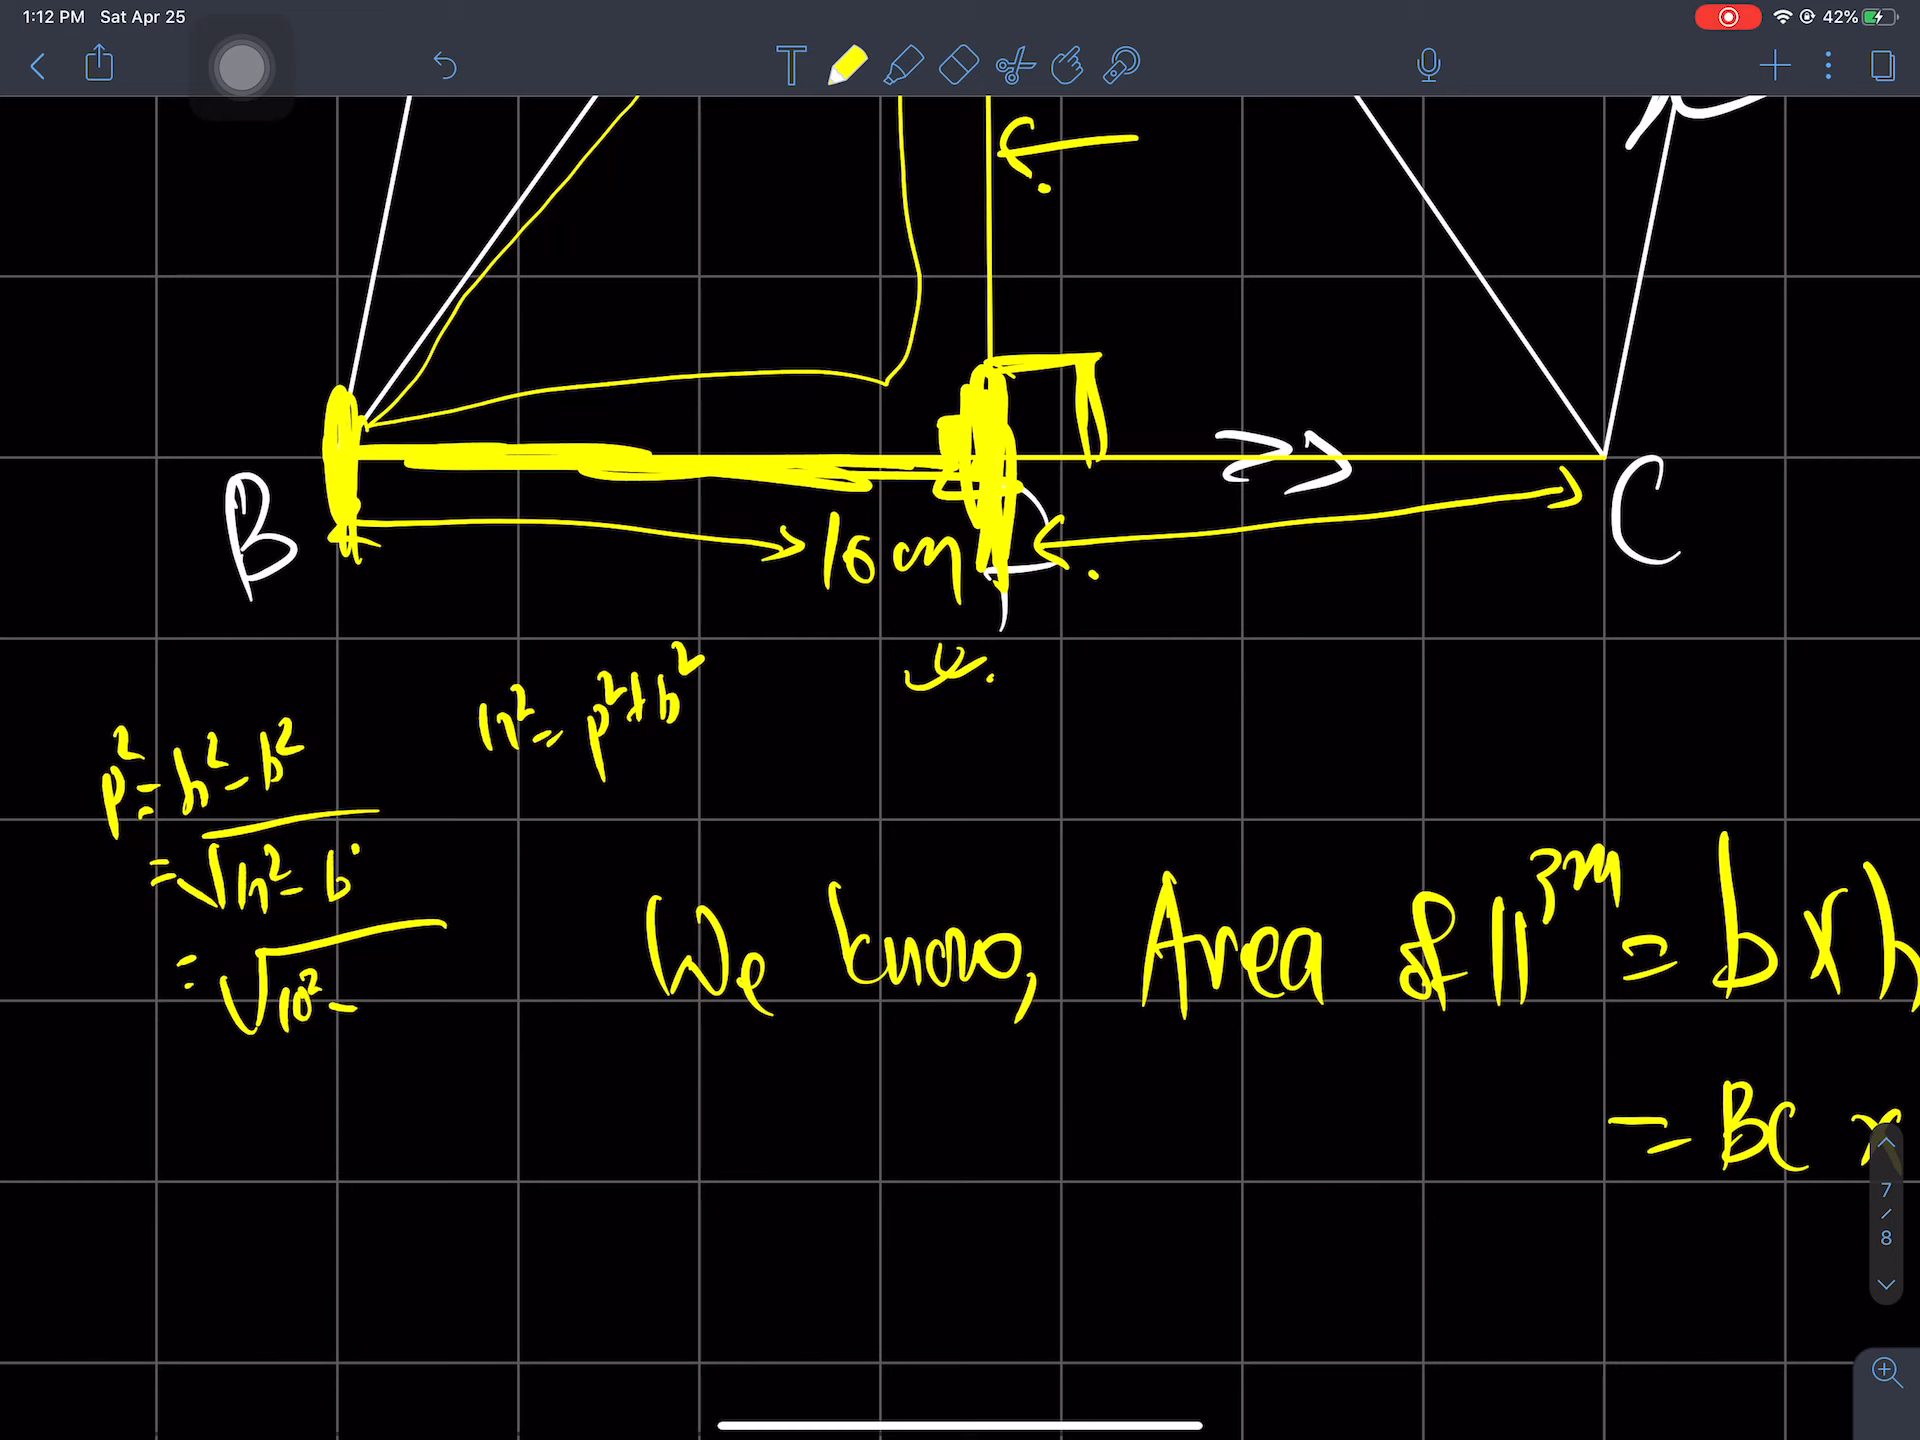 1:12 PM Sat Apr 25
42%
B
16 cm
C
h² = p² + b²
p² = h² - b²
= √h² - b
= √10² -
We know, Area of ||gm = b x h
= BC x
7
/
8